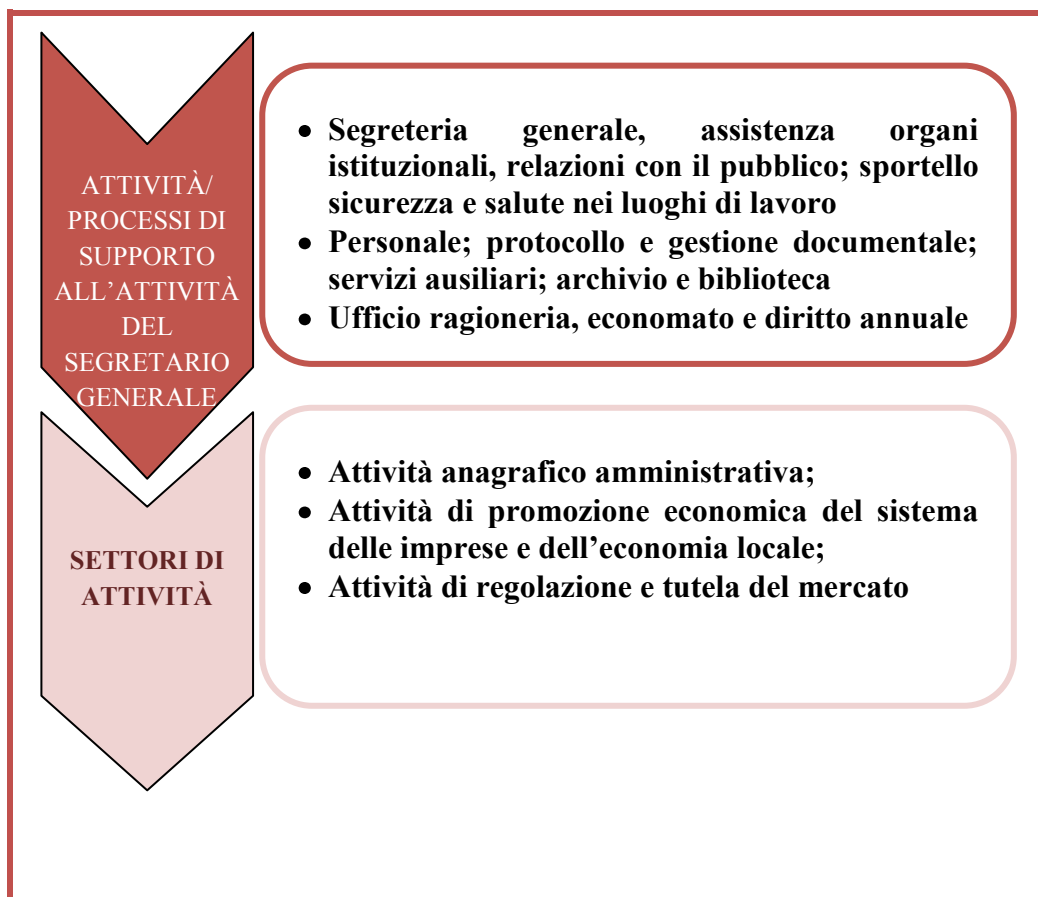 ATTIVITÀ/
PROCESSI DI
SUPPORTO
ALL’ATTIVITÀ
DEL
SEGRETARIO
GENERALE
• Segreteria generale, assistenza organi
istituzionali, relazioni con il pubblico; sportello
sicurezza e salute nei luoghi di lavoro
• Personale; protocollo e gestione documentale;
servizi ausiliari; archivio e biblioteca
• Ufficio ragioneria, economato e diritto annuale
SETTORI DI
ATTIVITÀ
• Attività anagrafico amministrativa;
• Attività di promozione economica del sistema
delle imprese e dell’economia locale;
• Attività di regolazione e tutela del mercato